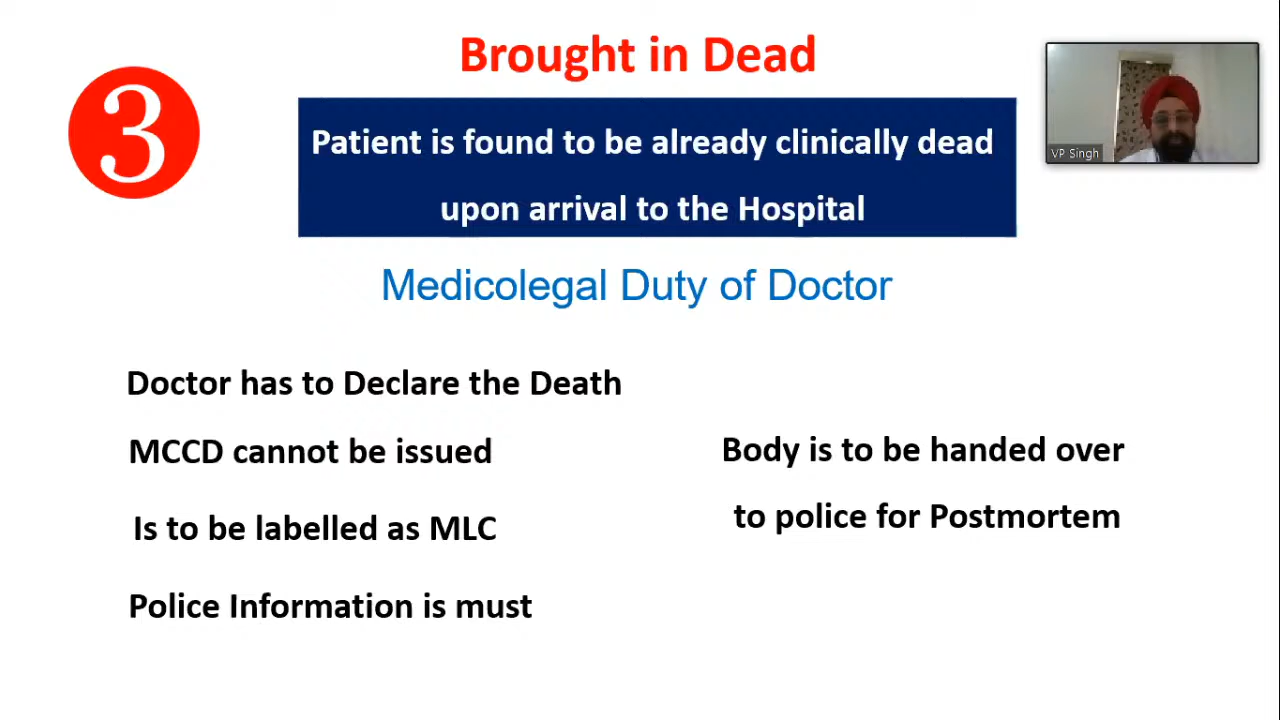 Brought in Dead
3
Patient is found to be already clinically dead
upon arrival to the Hospital
VP Singh
Medicolegal Duty of Doctor
Doctor has to Declare the Death
MCCD cannot be issued
Is to be labelled as MLC
Police Information is must
Body is to be handed over
to police for Postmortem